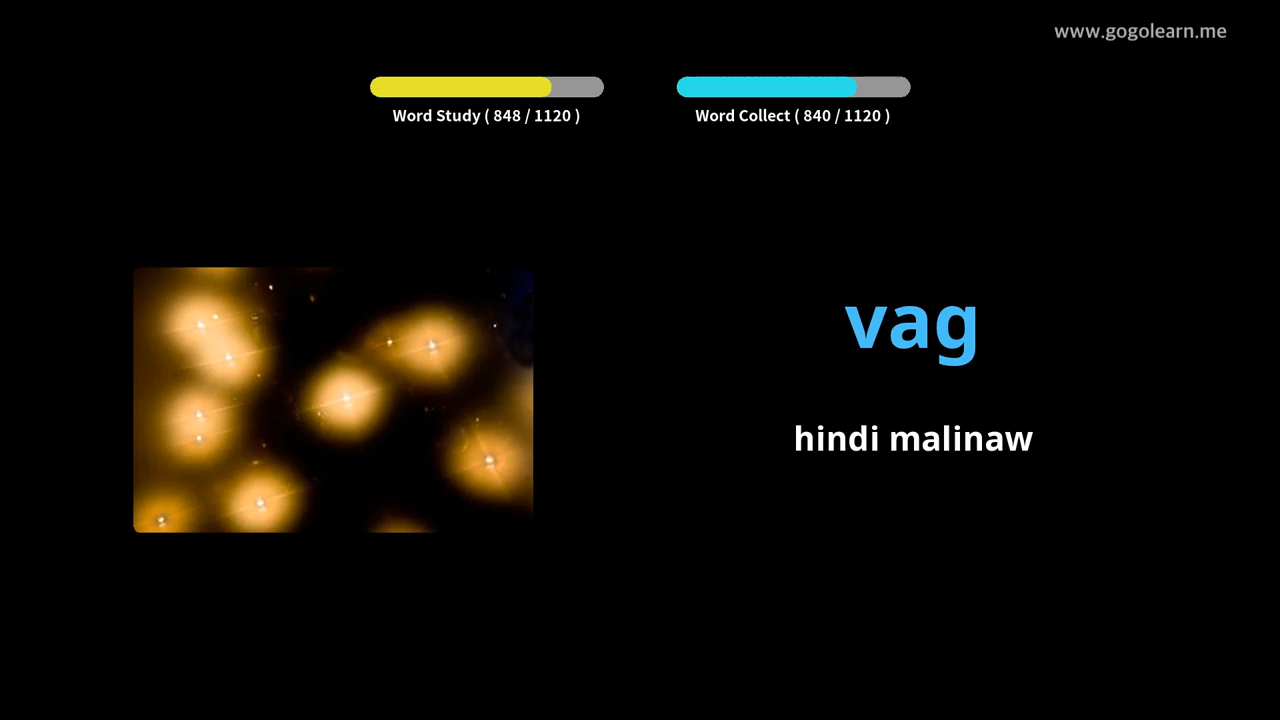 www.gogolearn.me
Word Study ( 848 / 1120 )
Word Collect ( 840 / 1120 )
vag
hindi malinaw